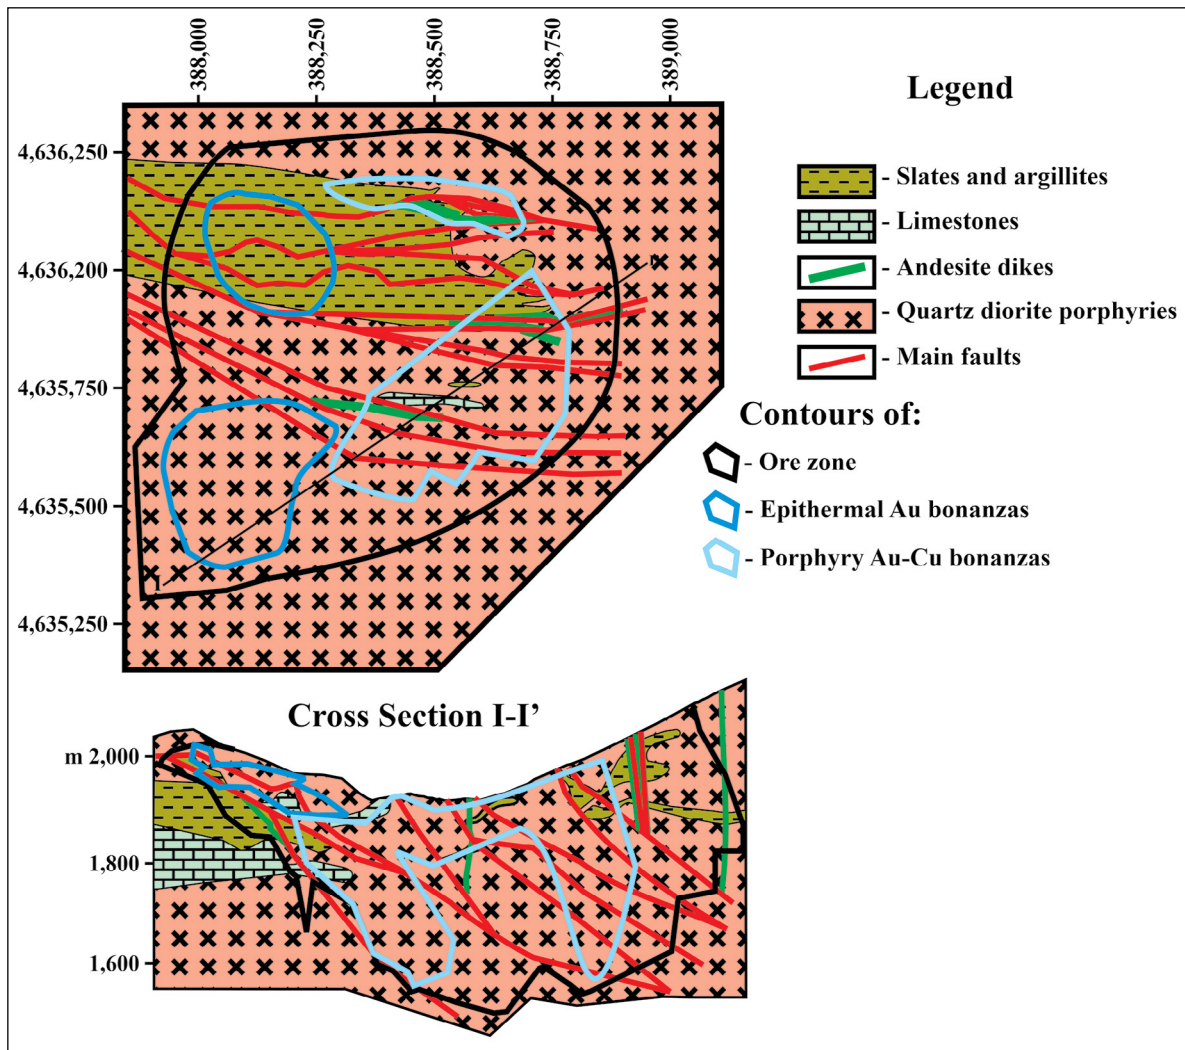 388,000
388,250
388,500
388,750
389,000
Legend
4,636,250
- Slates and argillites
- Limestones
4,636,200
- Andesite dikes
- Quartz diorite porphyries
- Main faults
4,635,750
Contours of:
- Ore zone
4,635,500
- Epithermal Au bonanzas
- Porphyry Au-Cu bonanzas
I
4,635,250
Cross Section I-I’
m 2,000
1,800
1,600